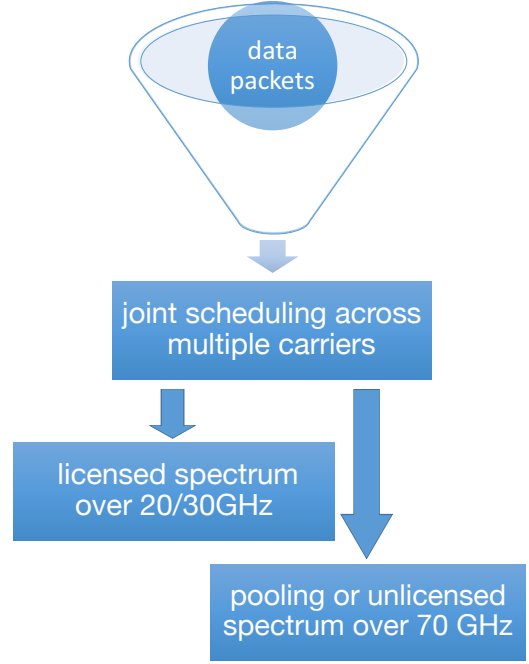 data
packets
joint scheduling across
multiple carriers
licensed spectrum
over 20/30GHz
pooling or unlicensed
spectrum over 70 GHz